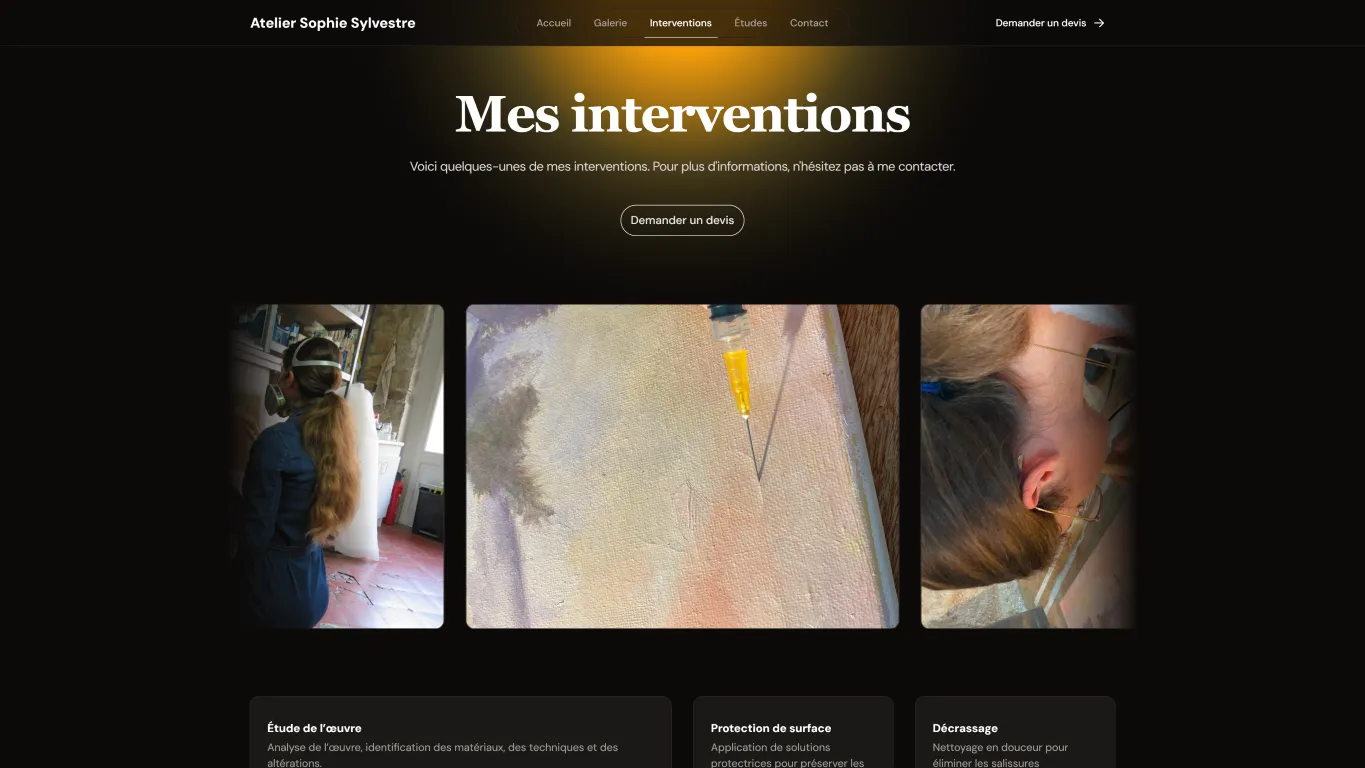 Atelier Sophie Sylvestre
Accueil
Galerie
Interventions
Études
Contact
Demander un devis
Mes interventions
Voici quelques-unes de mes interventions. Pour plus d'informations, n'hésitez pas à me contacter.
Demander un devis
Étude de l’œuvre
Analyse de l’œuvre, identification des matériaux, des techniques et des
altérations.
Protection de surface
Application de solutions
protectrices pour préserver les
Décrassage
Nettoyage en douceur pour
éliminer les salissures